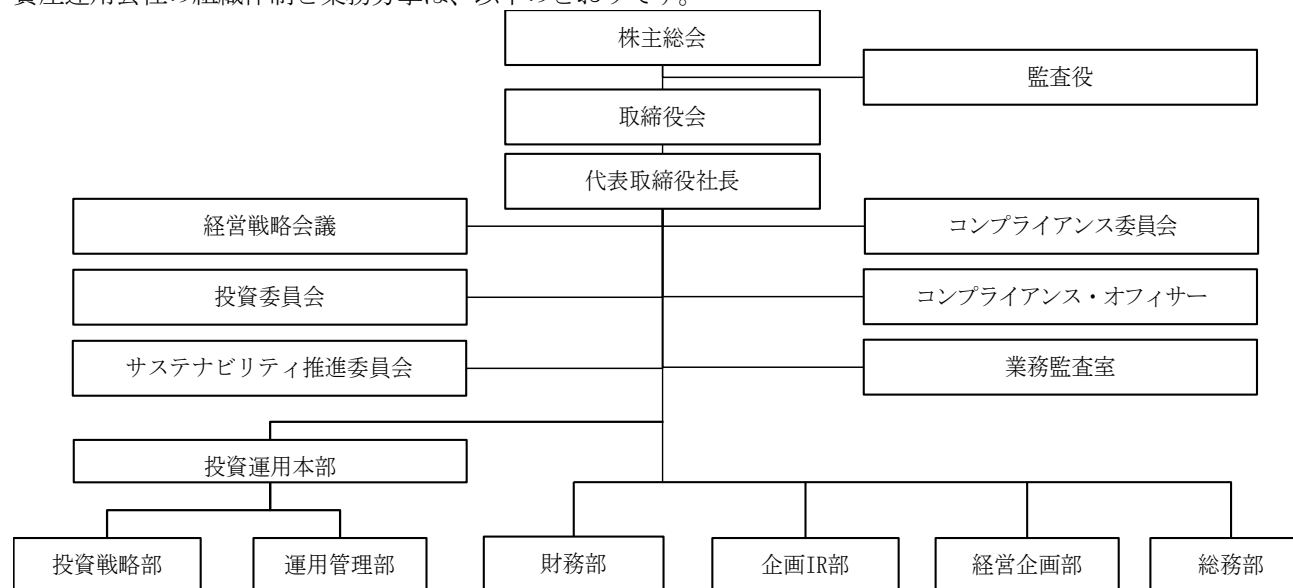 資産運用会社の組織体制と業務分掌は、以下のとおりです。
株主総会
監査役
取締役会
代表取締役社長
経営戦略会議
コンプライアンス委員会
投資委員会
コンプライアンス・オフィサー
サステナビリティ推進委員会
業務監査室
投資運用本部
投資戦略部
運用管理部
財務部
企画IR部
経営企画部
総務部